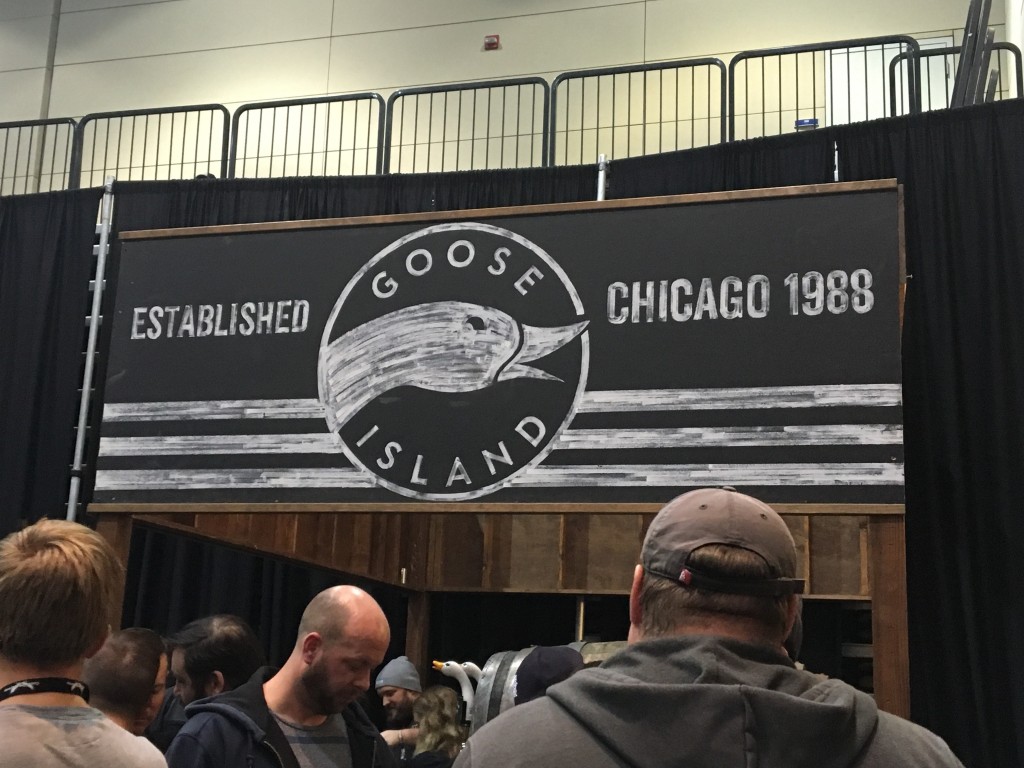 ESTABLISHED
GOOSE
ISLAND
CHICAGO 1988